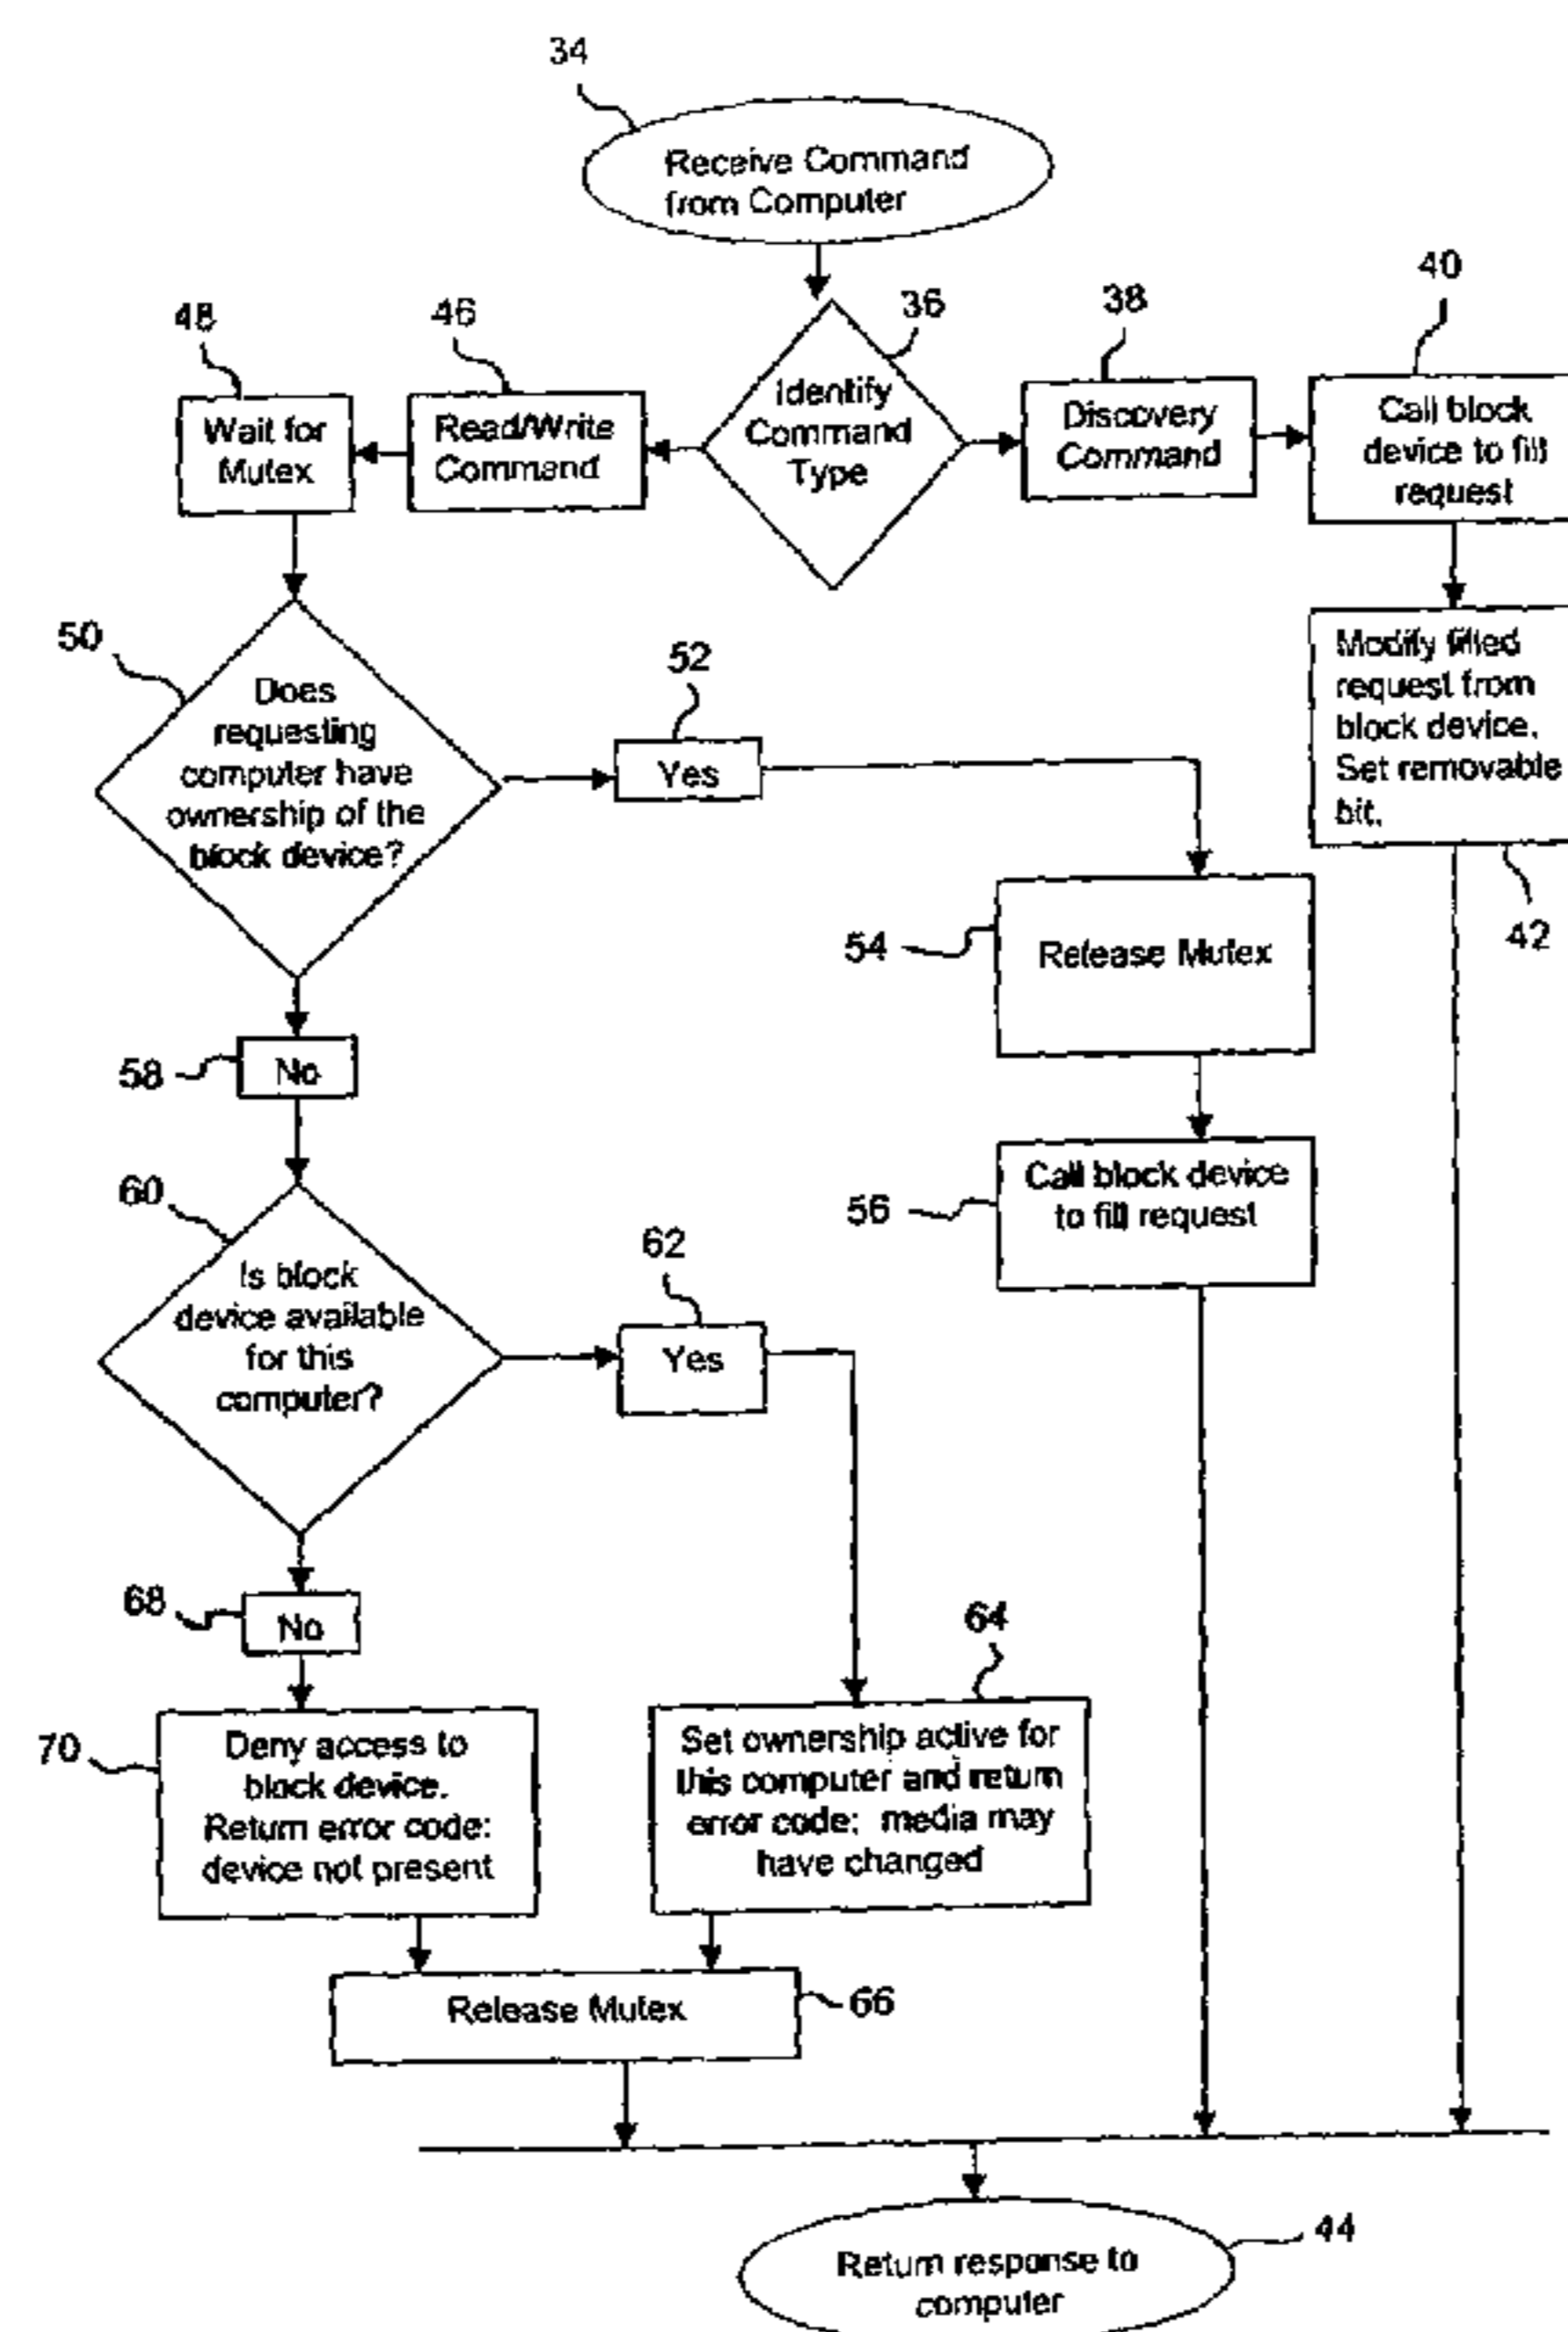 34
Receive Command
from Computer
36
Identify
Command
Type
38
Discovery
Command
40
Call block
device to fill
request
Modify filled
request from
block device.
Set removable
bit.
42
46
Read/Write
Command
48
Wait for
Mutex
50
Does
requesting
computer have
ownership of the
block device?
52
Yes
54
Release Mutex
56
Call block device
to fill request
58
No
60
Is block
device available
for this
computer?
62
Yes
64
Set ownership active for
this computer and return
error code: media may
have changed
68
No
70
Deny access to
block device.
Return error code:
device not present
Release Mutex
66
44
Return response to
computer